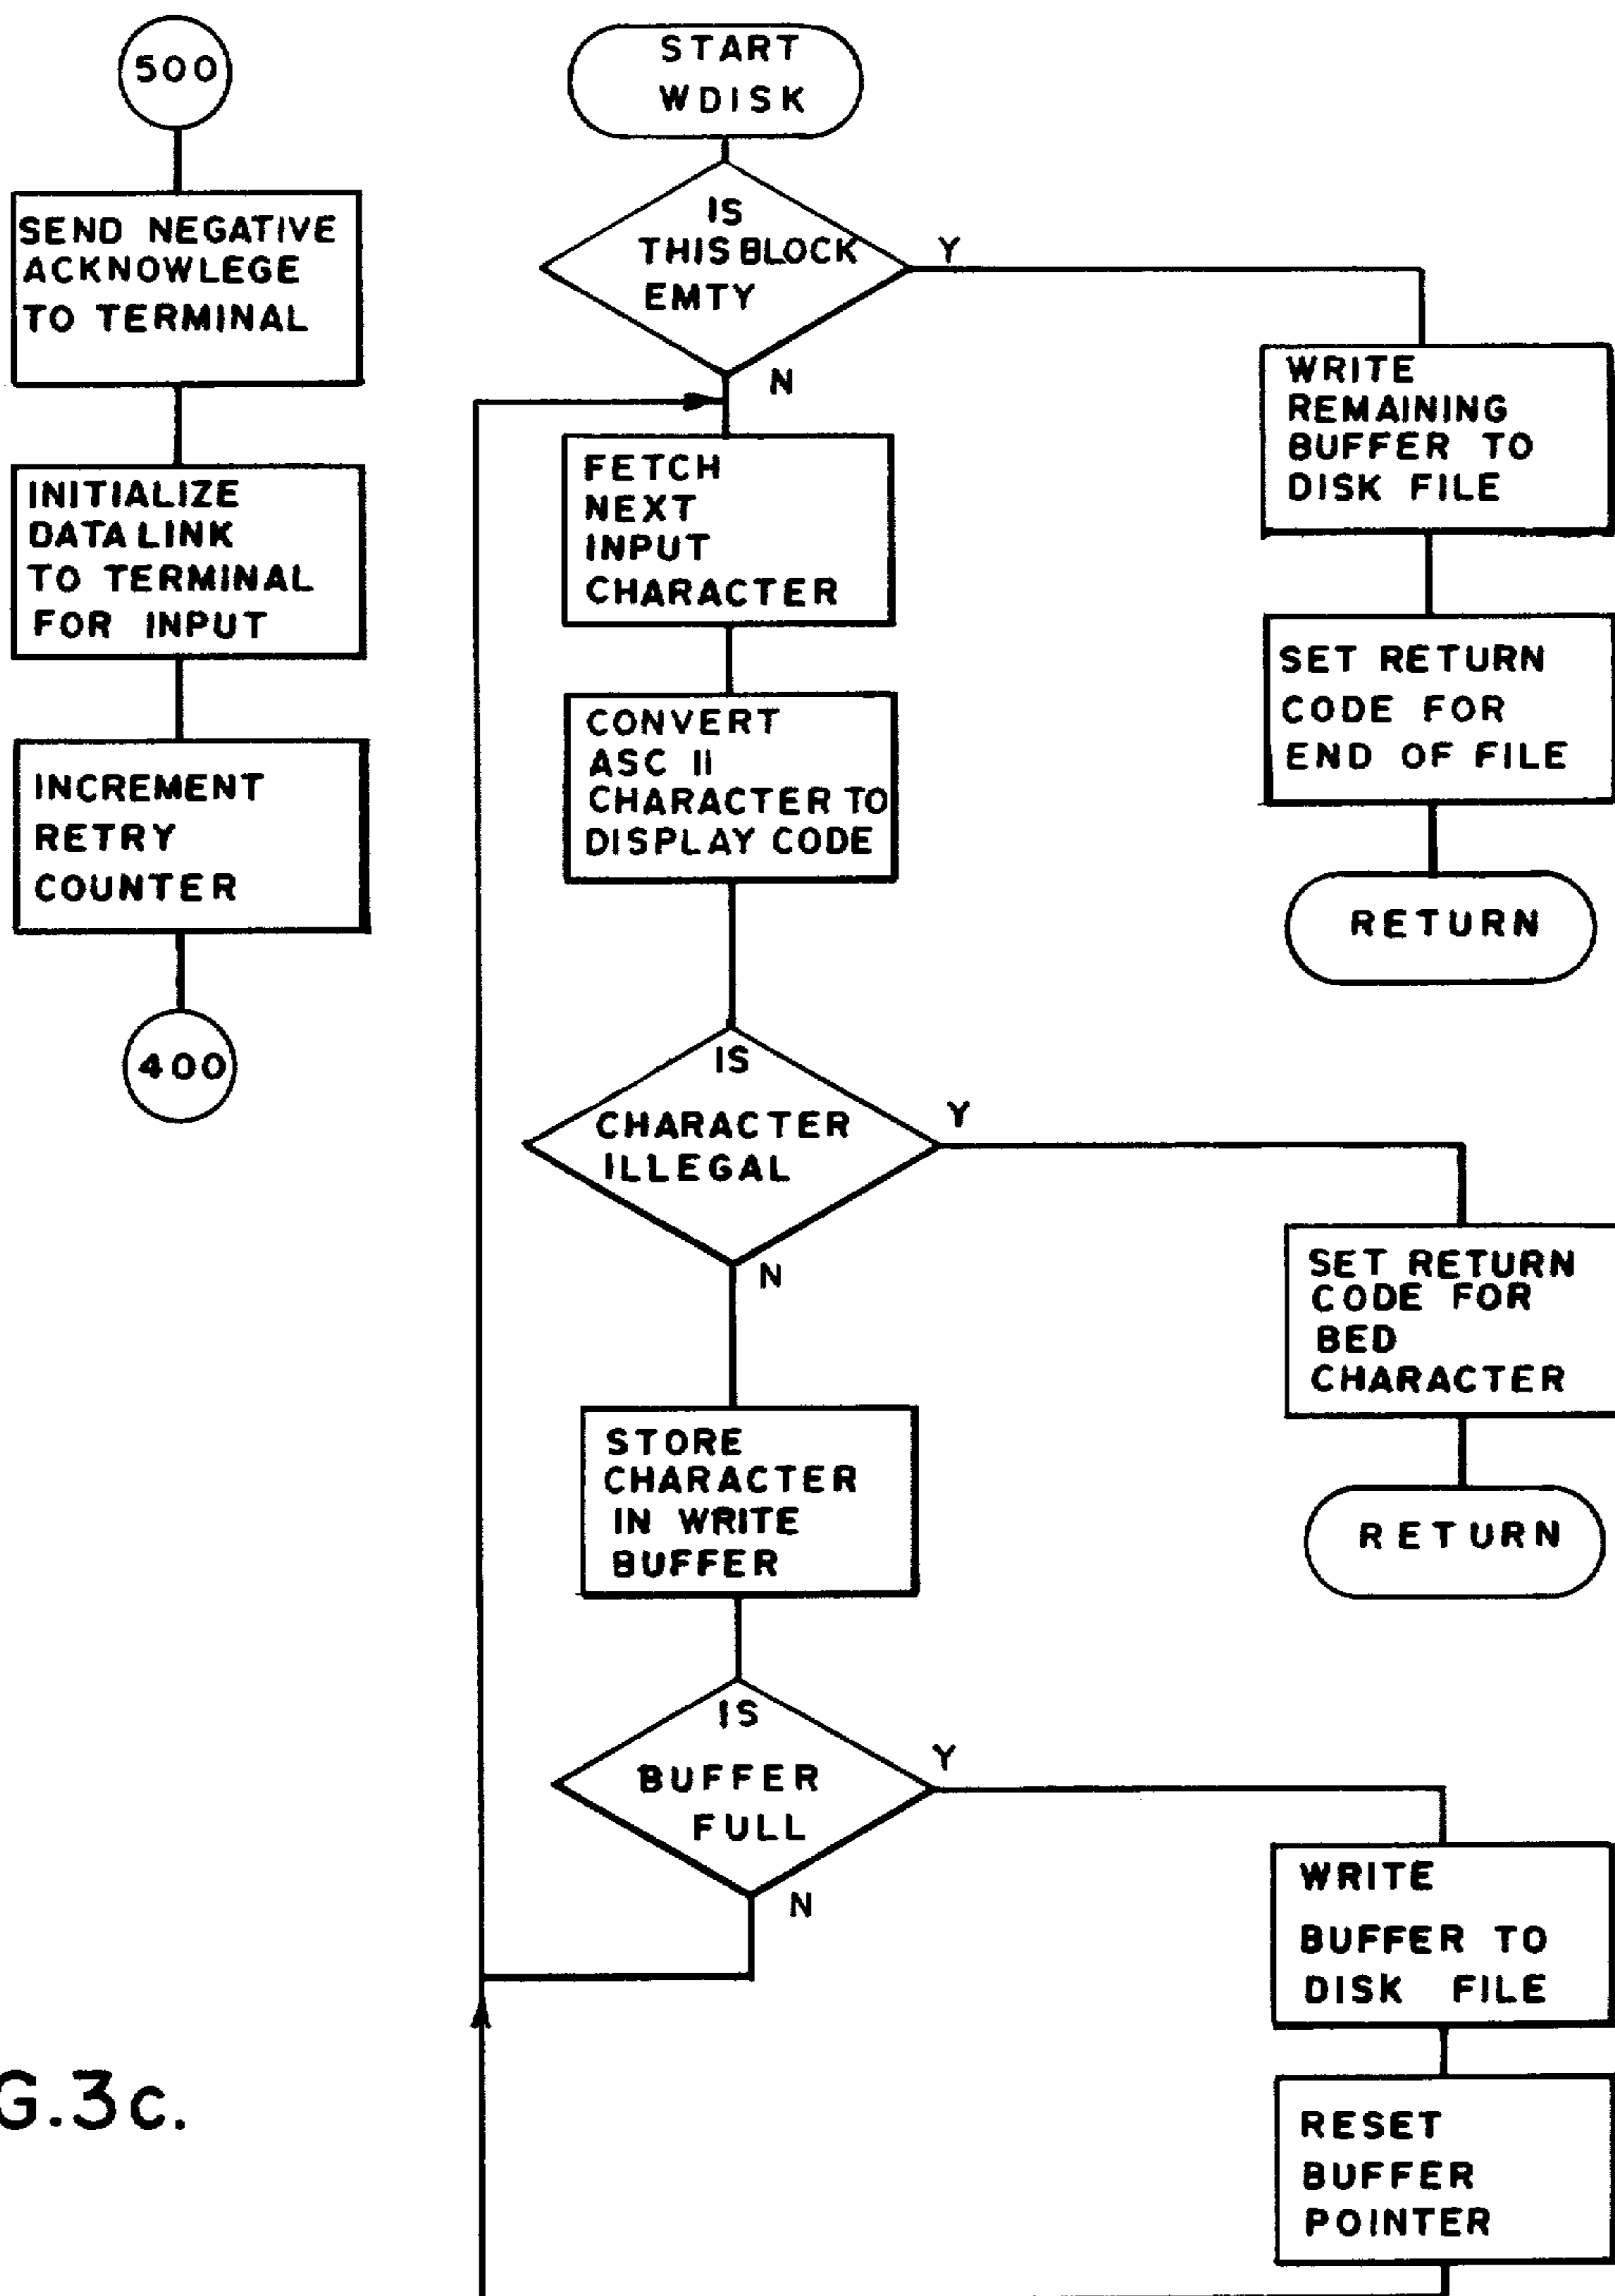 500
SEND NEGATIVE
ACKNOWLEGE
TO TERMINAL
INITIALIZE
DATA LINK
TO TERMINAL
FOR INPUT
INCREMENT
RETRY
COUNTER
400
START
WDISK
IS
THIS BLOCK
EMTY
Y
N
WRITE
REMAINING
BUFFER TO
DISK FILE
SET RETURN
CODE FOR
END OF FILE
RETURN
FETCH
NEXT
INPUT
CHARACTER
CONVERT
ASC II
CHARACTER TO
DISPLAY CODE
IS
CHARACTER
ILLEGAL
Y
N
SET RETURN
CODE FOR
BED
CHARACTER
RETURN
STORE
CHARACTER
IN WRITE
BUFFER
IS
BUFFER
FULL
Y
N
WRITE
BUFFER TO
DISK FILE
RESET
BUFFER
POINTER
G.3c.